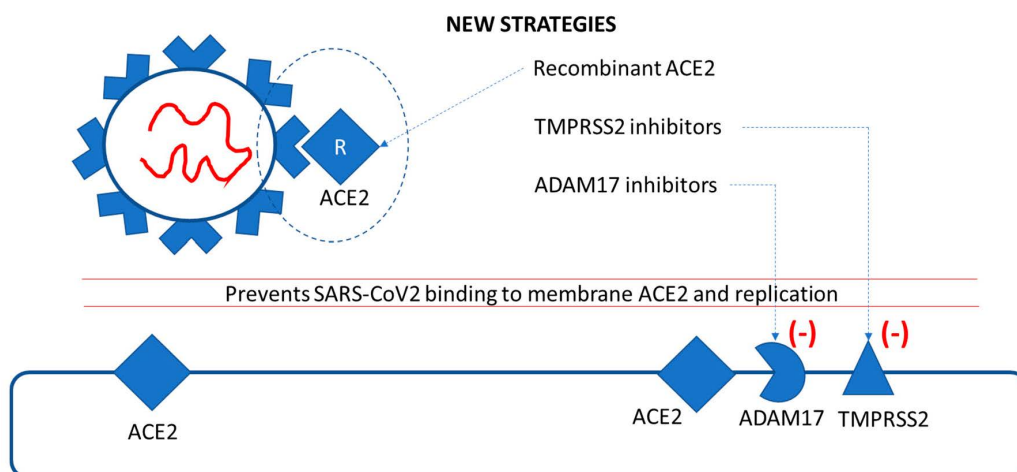 NEW STRATEGIES
Recombinant ACE2
TMPRSS2 inhibitors
R
ADAM17 inhibitors
ACE2
Prevents SARS-CoV2 binding to membrane ACE2 and replication
(-)
(-)
ACE2
ACE2
ADAM17
TMPRSS2